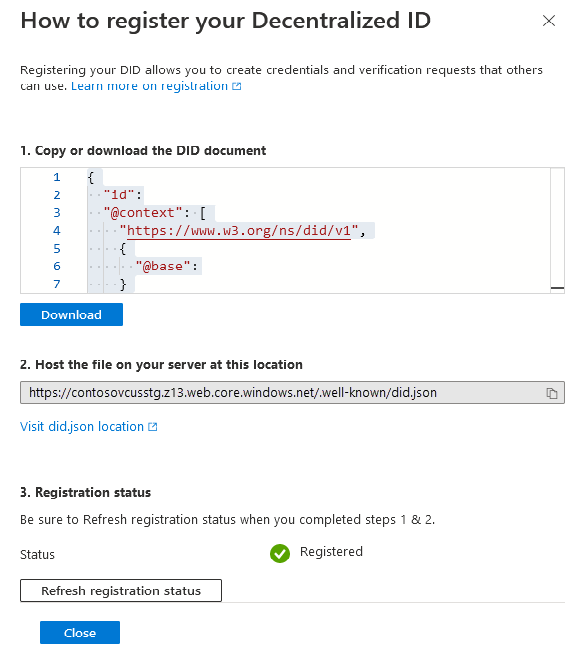 How to register your Decentralized ID
Registering your DID allows you to create credentials and verification requests that others
can use. Learn more on registration
1. Copy or download the DID document
1 {
2 "id":
3 "@context": [
4 "https://www.w3.org/ns/did/v1",
5 {
6 "@base":
7 }
Download
2. Host the file on your server at this location
https://contosovcusstg.z13.web.core.windows.net/.well-known/did.json
Visit did.json location
3. Registration status
Be sure to Refresh registration status when you completed steps 1 & 2.
Status Registered
Refresh registration status
Close